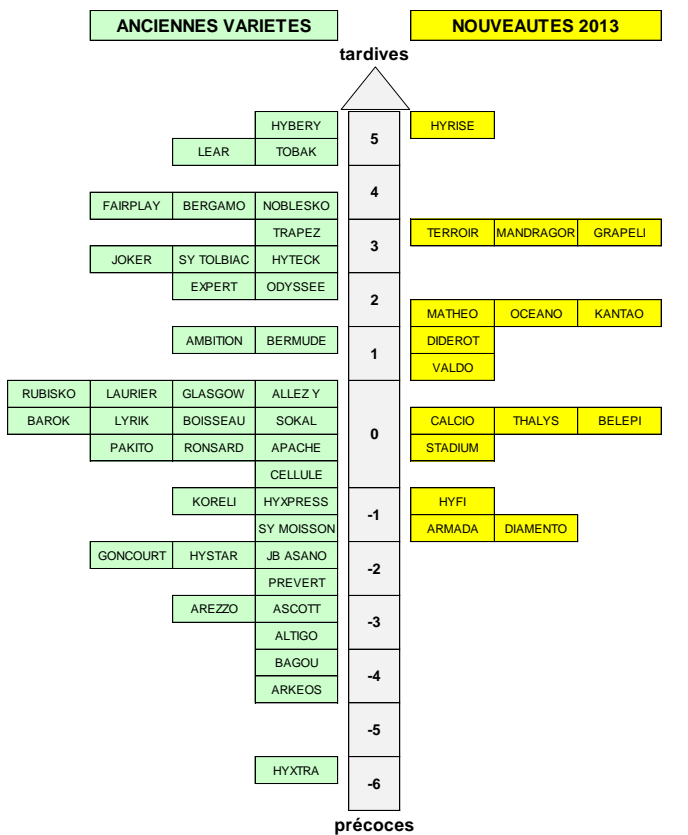 ANCIENNES VARIETES NOUVEAUTES 2013
tardives
HYBERY HYRISE
5
LEAR TOBAK
4
FAIRPLAY BERGAMO NOBLESKO
TRAPEZ TERROIR MANDRAGOR GRAPELI
3
JOKER SY TOLBIAC HYTECK
EXPERT ODYSSEE
2
MATHEO OCEANO KANTAO
AMBITION BERMUDE DIDEROT
1
VALDO
RUBISKO LAURIER GLASGOW ALLEZ Y
BAROK LYRIK BOISSEAU SOKAL CALCIO THALYS BELEPI
0
PAKITO RONSARD APACHE STADIUM
CELLULE
KORELI HYXPRESS HYFI
-1
SY MOISSON ARMADA DIAMENTO
GONCOURT HYSTAR JB ASANO
-2
PREVERT
AREZZO ASCOTT
-3
ALTIGO
BAGOU
-4
ARKEOS
-5
HYXTRA
-6
précoces